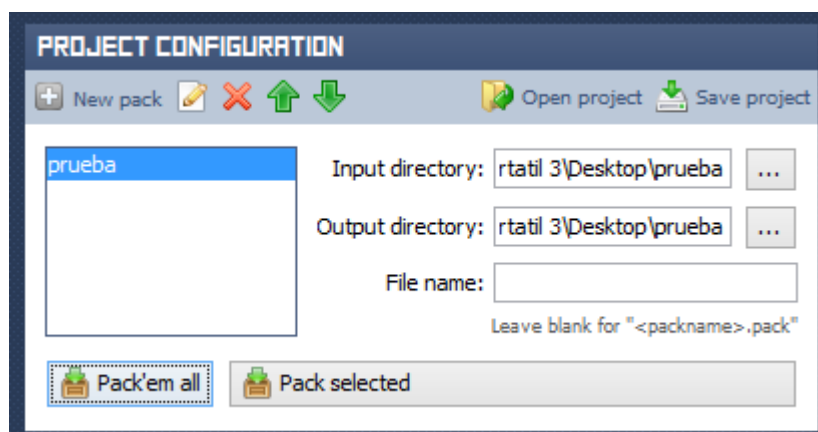 PROJECT CONFIGURATION
New pack Open project Save project
prueba
Input directory: rtatil 3\Desktop\prueba ...
Output directory: rtatil 3\Desktop\prueba ...
File name:
Leave blank for "<packname>.pack"
Pack'em all Pack selected